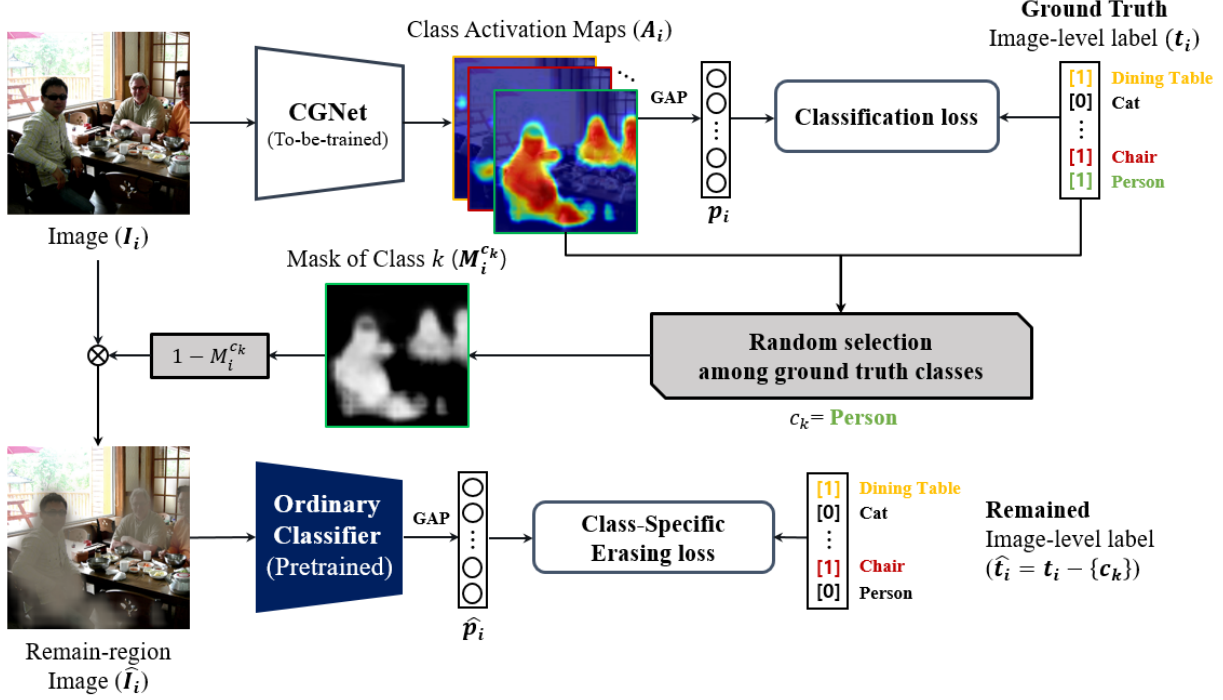 Ground Truth
Image-level label (t_i)
Class Activation Maps (A_i)
CGNet
(To-be-trained)
...
GAP
⋮
p_i
Classification loss
[1] Dining Table
[0] Cat
⋮
[1] Chair
[1] Person
Image (I_i)
Mask of Class k (M_i^{c_k})
1 − M_i^{c_k}
Random selection
among ground truth classes
c_k= Person
Ordinary
Classifier
(Pretrained)
GAP
⋮
p̂_i
Class-Specific
Erasing loss
[1] Dining Table
[0] Cat
⋮
[1] Chair
[0] Person
Remained
Image-level label
(t̂_i = t_i − {c_k})
Remain-region
Image (Î_i)